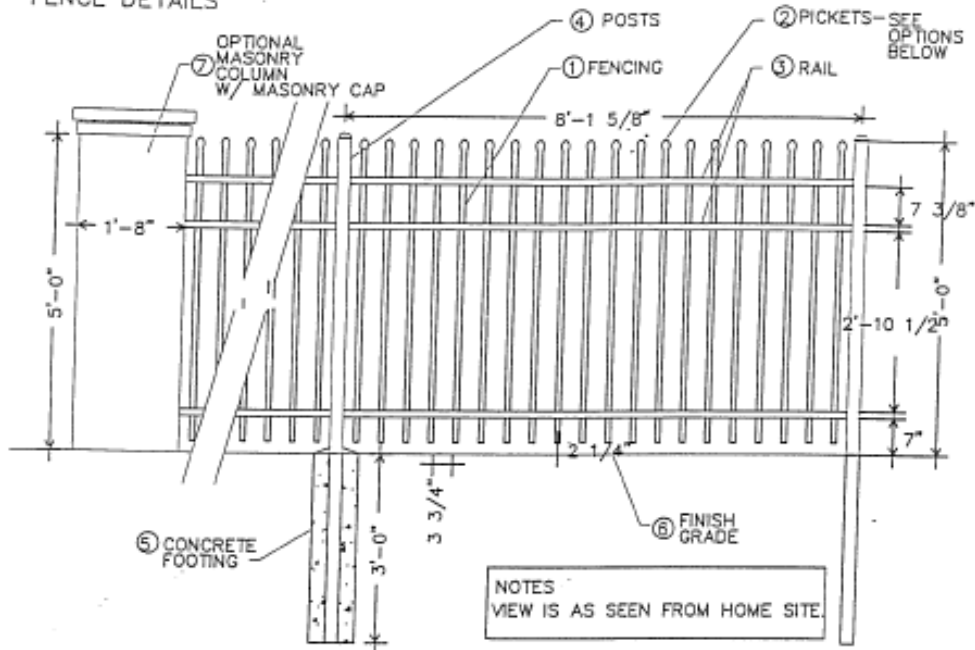 FENCE DETAILS
④ POSTS
② PICKETS-SEE
OPTIONS
BELOW
OPTIONAL
⑦ MASONRY
COLUMN
W/ MASONRY CAP
① FENCING
③ RAIL
8'-1 5/8"
1'-8"
7 3/8"
5'-0"
2'-10 1/2"
5'-0"
7"
2 1/4"
3 3/4"
3'-0"
⑤ CONCRETE
FOOTING
⑥ FINISH
GRADE
NOTES
VIEW IS AS SEEN FROM HOME SITE.